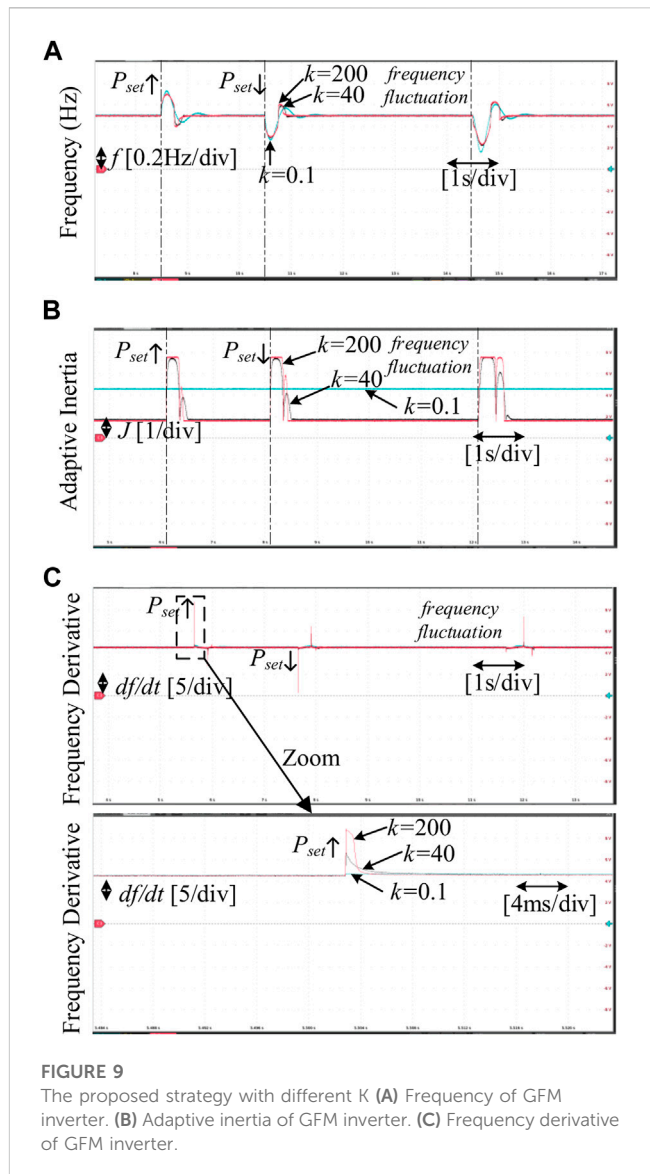 A
Frequency (Hz)
P_set↑
P_set↓
k=200
k=40
frequency
fluctuation
f [0.2Hz/div]
k=0.1
[1s/div]
B
Adaptive Inertia
P_set↑
P_set↓
k=200
frequency
fluctuation
k=40
k=0.1
J [1/div]
[1s/div]
C
Frequency Derivative
P_set↑
frequency
fluctuation
P_set↓
df/dt [5/div]
[1s/div]
Zoom
Frequency Derivative
k=200
P_set↑
k=40
df/dt [5/div]
k=0.1
[4ms/div]
FIGURE 9
The proposed strategy with different K (A) Frequency of GFM
inverter. (B) Adaptive inertia of GFM inverter. (C) Frequency derivative
of GFM inverter.